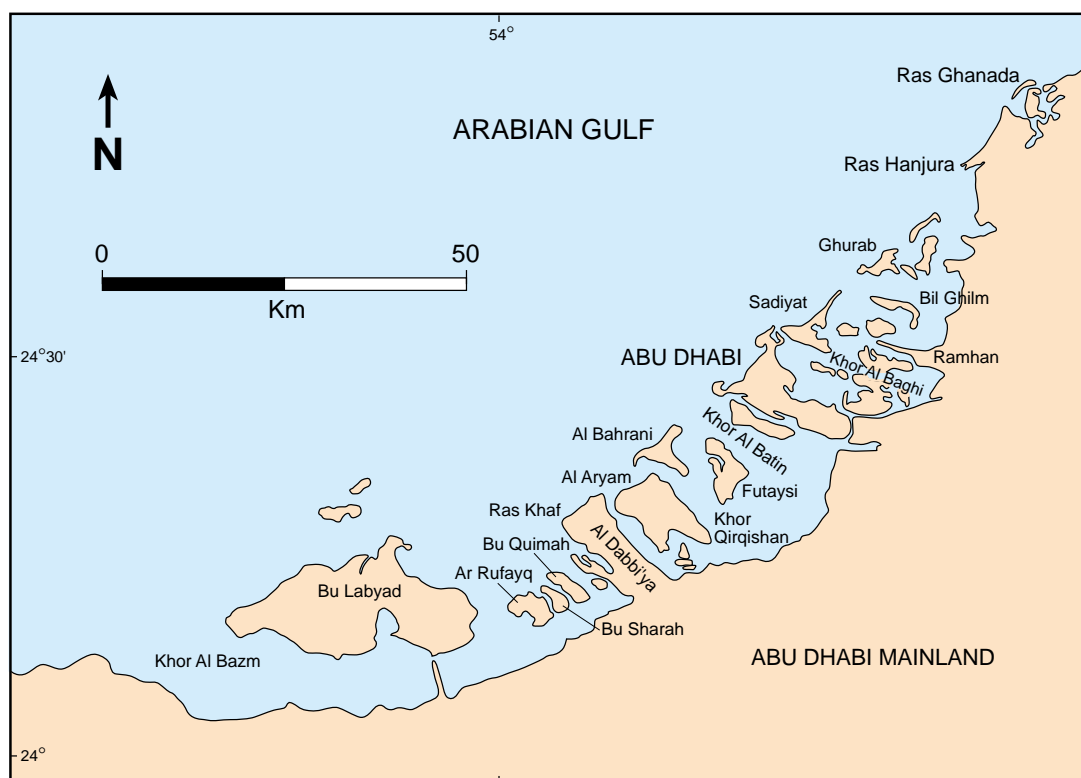 54°
Ras Ghanada
N
ARABIAN GULF
Ras Hanjura
0 50
Km
Ghurab
Bil Ghilm
Sadiyat
24°30'
ABU DHABI
Ramhan
Khor Al Baghi
Al Bahrani
Khor Al Batin
Al Aryam
Futaysi
Ras Khaf
Khor
Qirqishan
Al Dabbi'ya
Bu Quimah
Ar Rufayq
Bu Labyad
Bu Sharah
Khor Al Bazm
ABU DHABI MAINLAND
24°